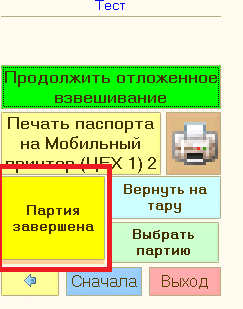 Тест
Продолжить отложенное
взвешивание
Печать паспорта
на Мобильный
принтер (ЦЕХ 1) 2
Партия
завершена
Вернуть на
тару
Выбрать
партию
Сначала
Выход